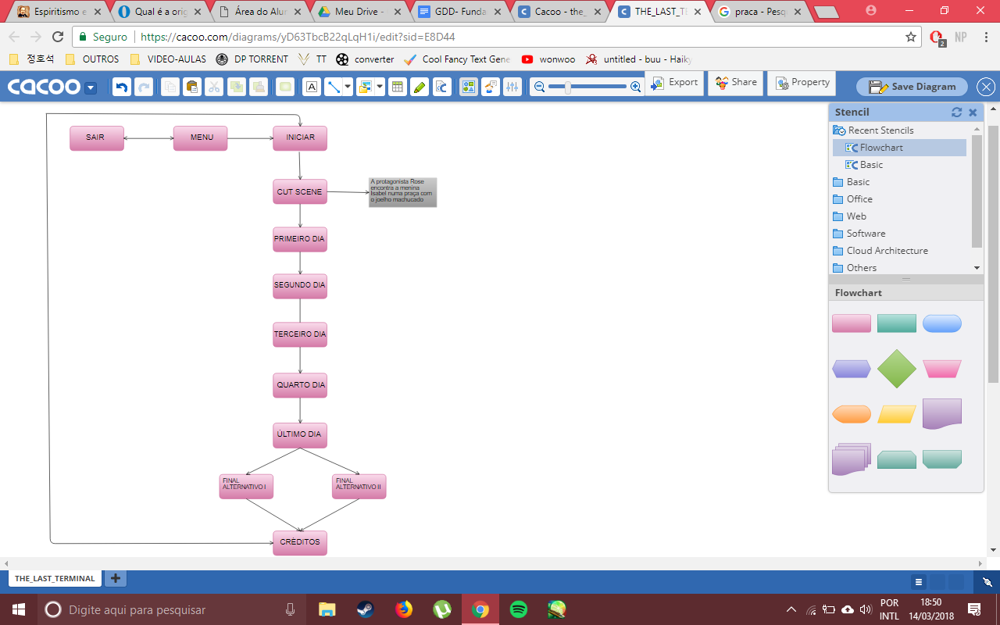 Espiritismo e
Qual é a orig
Área do Alur
Meu Drive -
GDD- Funda
Cacoo - the_
THE_LAST_TE
praca - Pesq
Seguro
https://cacoo.com/diagrams/yD63TbcB22qLqH1i/edit?sid=E8D44
2
NP
정호석
OUTROS
VIDEO-AULAS
DP TORRENT
TT
converter
Cool Fancy Text Gene
wonwoo
untitled - buu - Haiky
cacoo
A
Export
Share
Property
Save Diagram
SAIR
MENU
INICIAR
CUT SCENE
A protagonista Rose
encontra a menina
Isabel numa praça com
o joelho machucado
PRIMEIRO DIA
SEGUNDO DIA
TERCEIRO DIA
QUARTO DIA
ÚLTIMO DIA
FINAL
ALTERNATIVO I
FINAL
ALTERNATIVO II
CRÉDITOS
Stencil
Recent Stencils
Flowchart
Basic
Basic
Office
Web
Software
Cloud Architecture
Others
Flowchart
THE_LAST_TERMINAL
Digite aqui para pesquisar
POR
INTL
18:50
14/03/2018